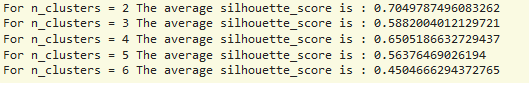 For n_clusters = 2 The average silhouette_score is : 0.7049787496083262
For n_clusters = 3 The average silhouette_score is : 0.5882004012129721
For n_clusters = 4 The average silhouette_score is : 0.6505186632729437
For n_clusters = 5 The average silhouette_score is : 0.56376469026194
For n_clusters = 6 The average silhouette_score is : 0.4504666294372765